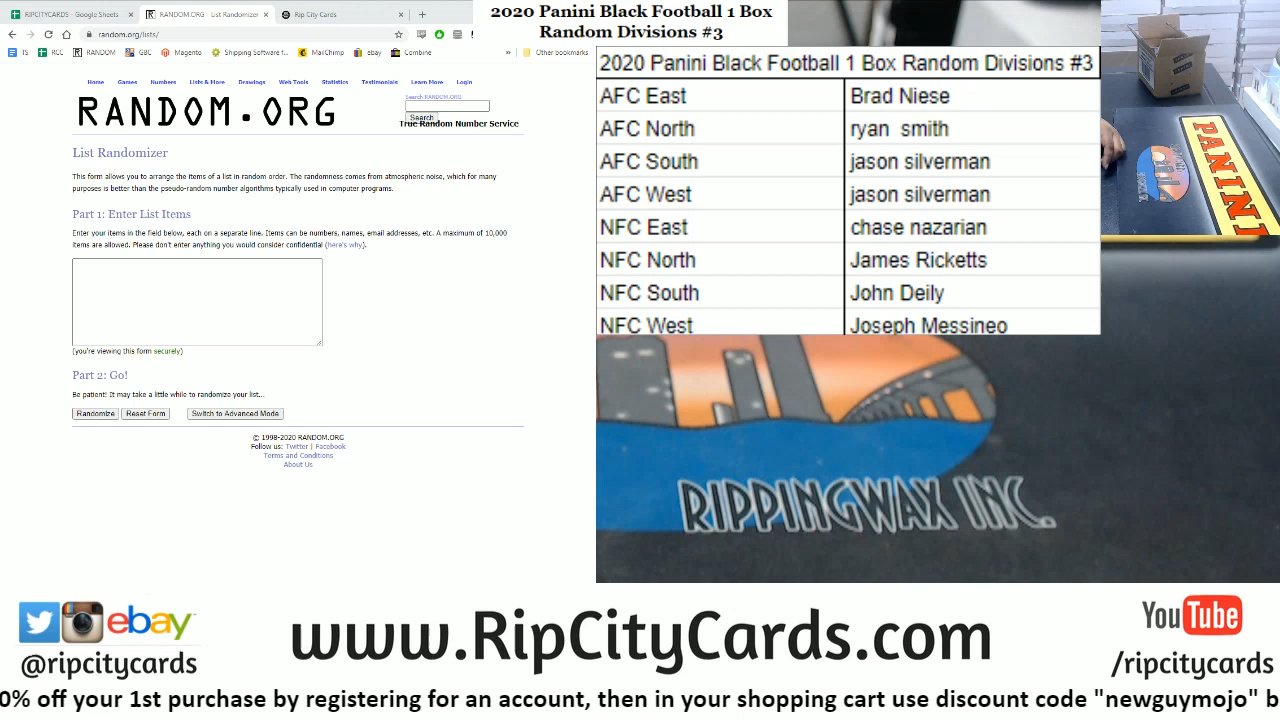 RIPCITYCARDS - Google Sheets
RANDOM.ORG - List Randomizer
Rip City Cards
random.org/lists/
TS
RCC
RANDOM
GBC
Magento
Shipping Software f...
MailChimp
ebay
Combine
»
Other bookmarks
Home Games Numbers Lists & More Drawings Web Tools Statistics Testimonials Learn More Login
RANDOM.ORG
Search RANDOM.ORG
Search
True Random Number Service
List Randomizer
This form allows you to arrange the items of a list in random order. The randomness comes from atmospheric noise, which for many
purposes is better than the pseudo-random number algorithms typically used in computer programs.
Part 1: Enter List Items
Enter your items in the field below, each on a separate line. Items can be numbers, names, email addresses, etc. A maximum of 10,000
items are allowed. Please don't enter anything you would consider confidential (here's why).
(you're viewing this form securely)
Part 2: Go!
Be patient! It may take a little while to randomize your list...
Randomize Reset Form Switch to Advanced Mode
© 1998-2020 RANDOM.ORG
Follow us: Twitter | Facebook
Terms and Conditions
About Us
2020 Panini Black Football 1 Box
Random Divisions #3
2020 Panini Black Football 1 Box Random Divisions #3
AFC East Brad Niese
AFC North ryan smith
AFC South jason silverman
AFC West jason silverman
NFC East chase nazarian
NFC North James Ricketts
NFC South John Deily
NFC West Joseph Messineo
PANINI
RIPPINGWAX INC.
ebay™
@ripcitycards
www.RipCityCards.com
YouTube
/ripcitycards
0% off your 1st purchase by registering for an account, then in your shopping cart use discount code "newguymojo" b